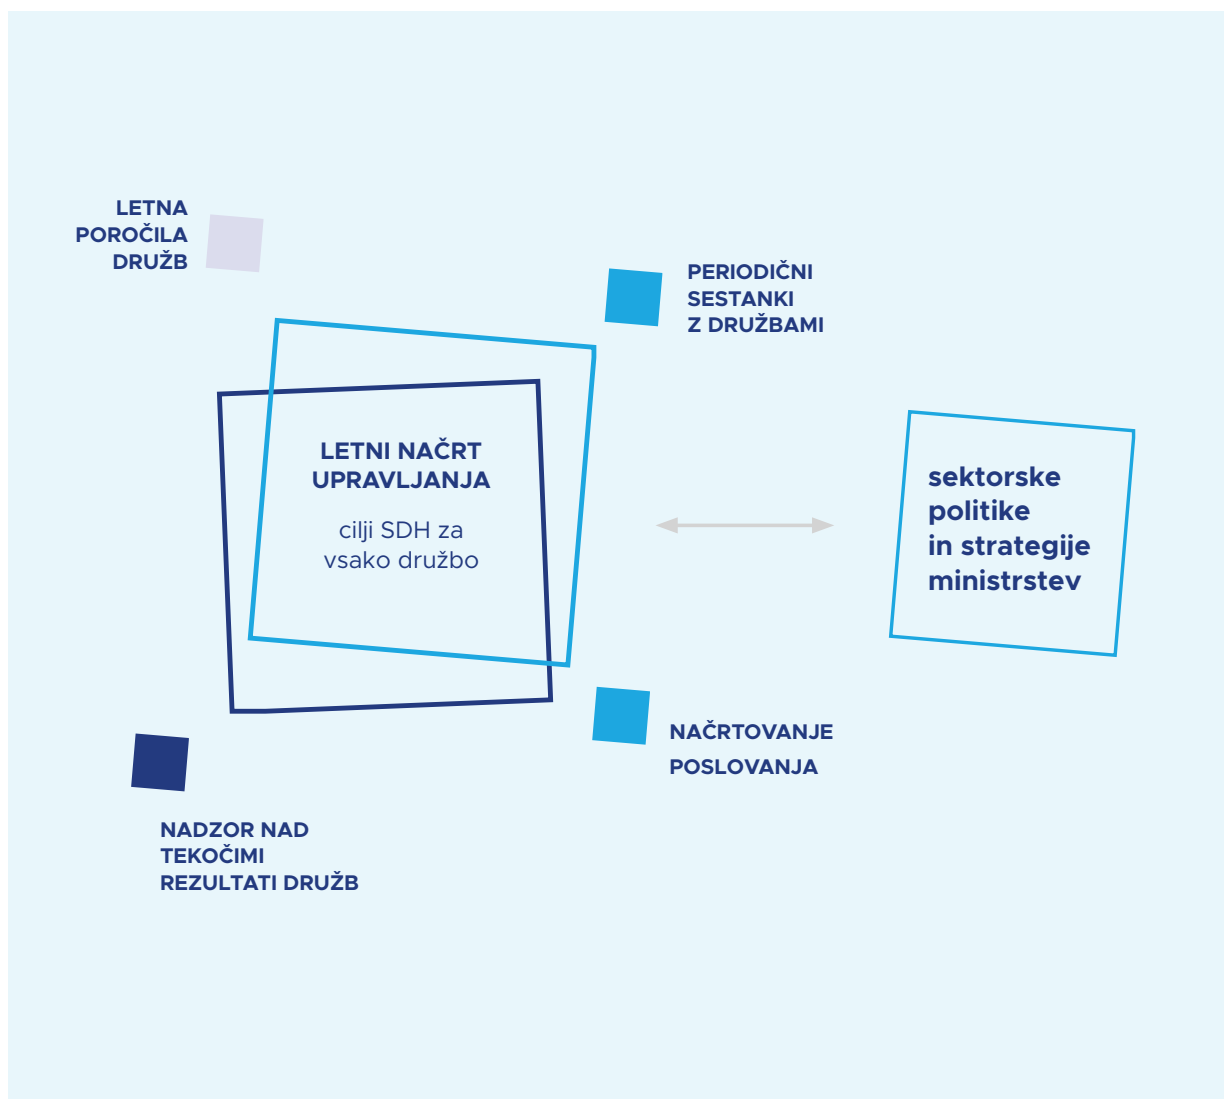 LETNA
POROČILA
DRUŽB
PERIODIČNI
SESTANKI
Z DRUŽBAMI
LETNI NAČRT
UPRAVLJANJA
cilji SDH za
vsako družbo
sektorske
politike
in strategije
ministrstev
NAČRTOVANJE
POSLOVANJA
NADZOR NAD
TEKOČIMI
REZULTATI DRUŽB